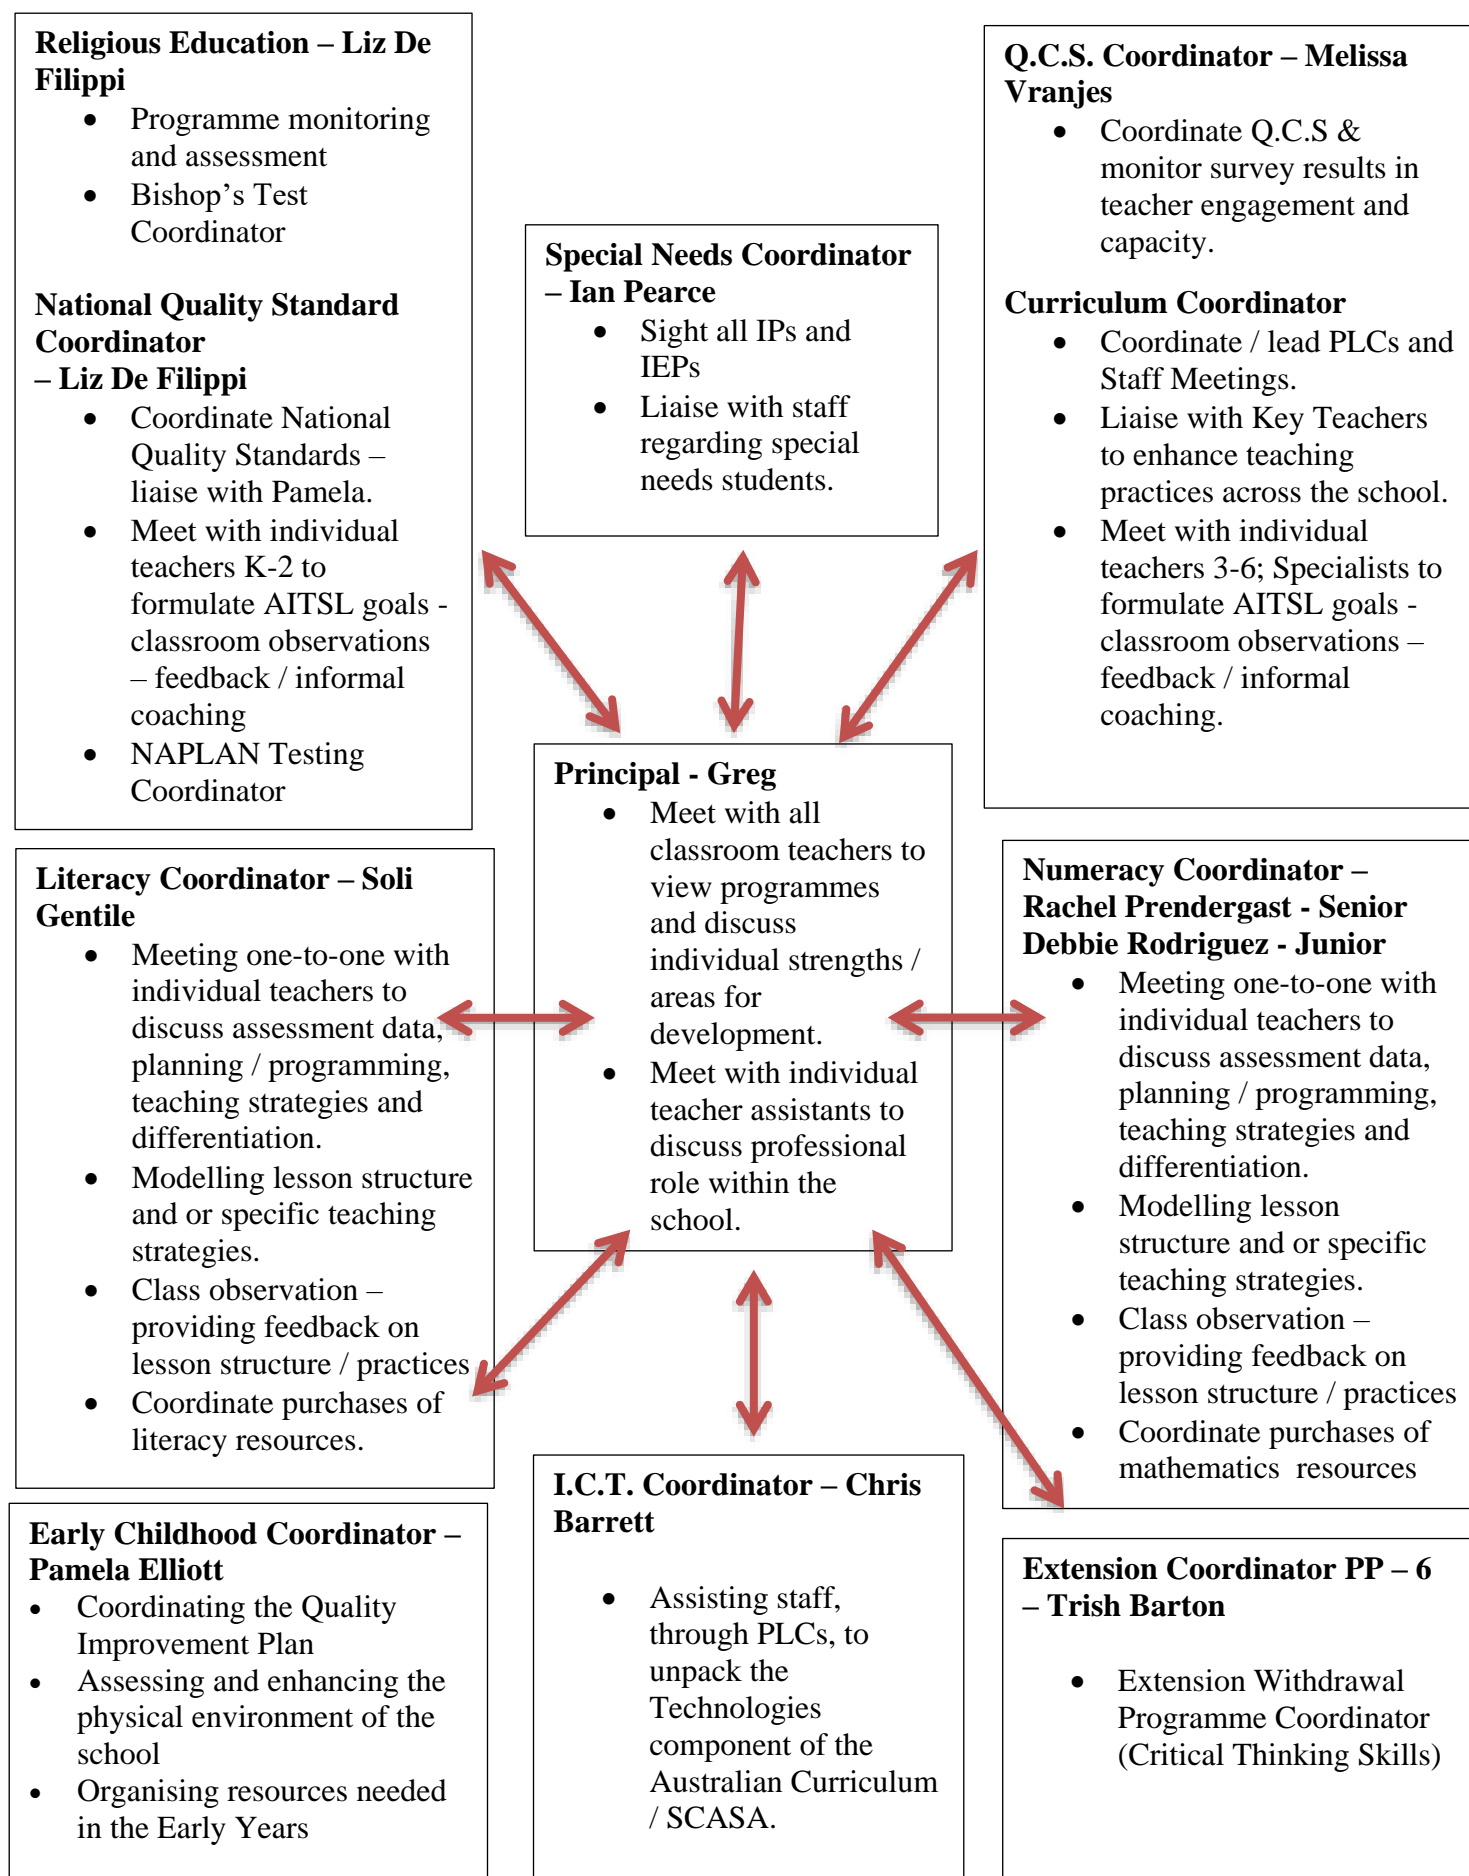 Religious Education – Liz De
Filippi
• Programme monitoring
and assessment
• Bishop’s Test
Coordinator
National Quality Standard
Coordinator
– Liz De Filippi
• Coordinate National
Quality Standards –
liaise with Pamela.
• Meet with individual
teachers K-2 to
formulate AITSL goals -
classroom observations
– feedback / informal
coaching
• NAPLAN Testing
Coordinator
Special Needs Coordinator
– Ian Pearce
• Sight all IPs and
IEPs
• Liaise with staff
regarding special
needs students.
Q.C.S. Coordinator – Melissa
Vranjes
• Coordinate Q.C.S &
monitor survey results in
teacher engagement and
capacity.
Curriculum Coordinator
• Coordinate / lead PLCs and
Staff Meetings.
• Liaise with Key Teachers
to enhance teaching
practices across the school.
• Meet with individual
teachers 3-6; Specialists to
formulate AITSL goals -
classroom observations –
feedback / informal
coaching.
Principal - Greg
• Meet with all
classroom teachers to
view programmes
and discuss
individual strengths /
areas for
development.
• Meet with individual
teacher assistants to
discuss professional
role within the
school.
Literacy Coordinator – Soli
Gentile
• Meeting one-to-one with
individual teachers to
discuss assessment data,
planning / programming,
teaching strategies and
differentiation.
• Modelling lesson structure
and or specific teaching
strategies.
• Class observation –
providing feedback on
lesson structure / practices
• Coordinate purchases of
literacy resources.
Numeracy Coordinator –
Rachel Prendergast - Senior
Debbie Rodriguez - Junior
• Meeting one-to-one with
individual teachers to
discuss assessment data,
planning / programming,
teaching strategies and
differentiation.
• Modelling lesson
structure and or specific
teaching strategies.
• Class observation –
providing feedback on
lesson structure / practices
• Coordinate purchases of
mathematics  resources
Early Childhood Coordinator –
Pamela Elliott
• Coordinating the Quality
Improvement Plan
• Assessing and enhancing the
physical environment of the
school
• Organising resources needed
in the Early Years
I.C.T. Coordinator – Chris
Barrett
• Assisting staff,
through PLCs, to
unpack the
Technologies
component of the
Australian Curriculum
/ SCASA.
Extension Coordinator PP – 6
– Trish Barton
• Extension Withdrawal
Programme Coordinator
(Critical Thinking Skills)